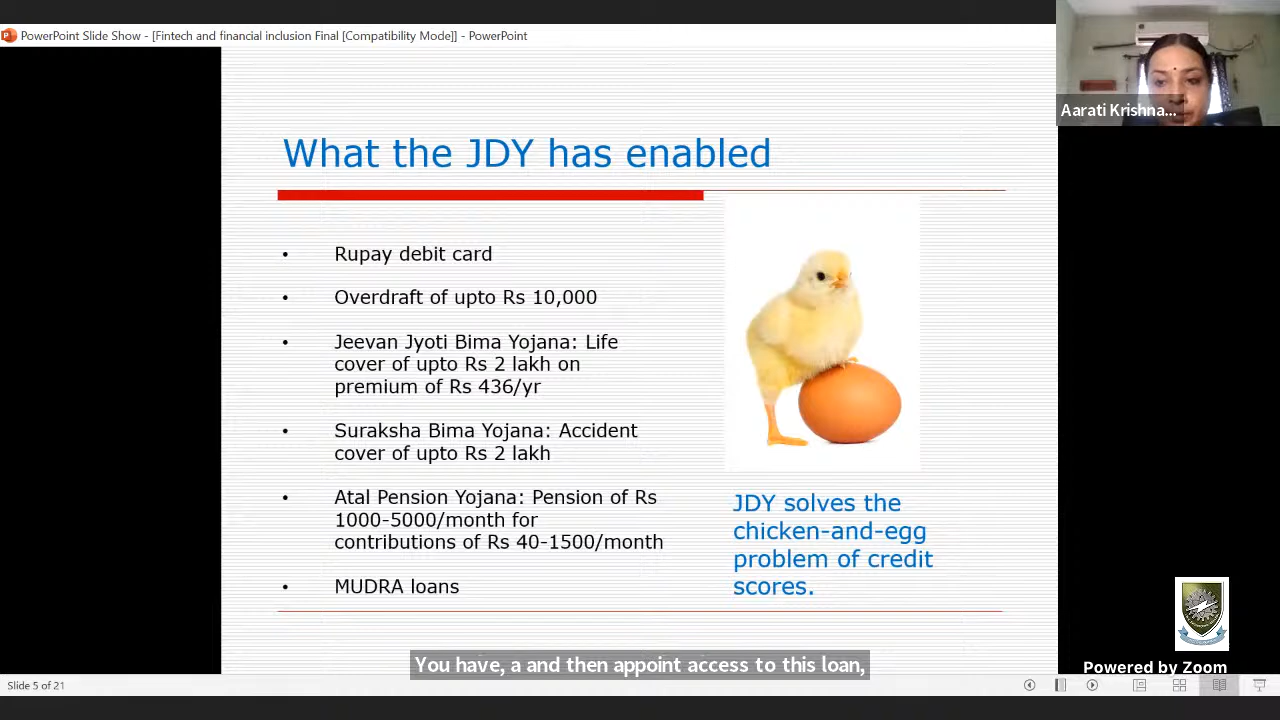 PowerPoint Slide Show - [Fintech and financial inclusion Final [Compatibility Mode]] - PowerPoint
Aarati Krishna...
What the JDY has enabled
• Rupay debit card
• Overdraft of upto Rs 10,000
• Jeevan Jyoti Bima Yojana: Life
cover of upto Rs 2 lakh on
premium of Rs 436/yr
• Suraksha Bima Yojana: Accident
cover of upto Rs 2 lakh
• Atal Pension Yojana: Pension of Rs
1000-5000/month for
contributions of Rs 40-1500/month
• MUDRA loans
JDY solves the
chicken-and-egg
problem of credit
scores.
You have, a and then appoint access to this loan,
Powered by Zoom
Slide 5 of 21